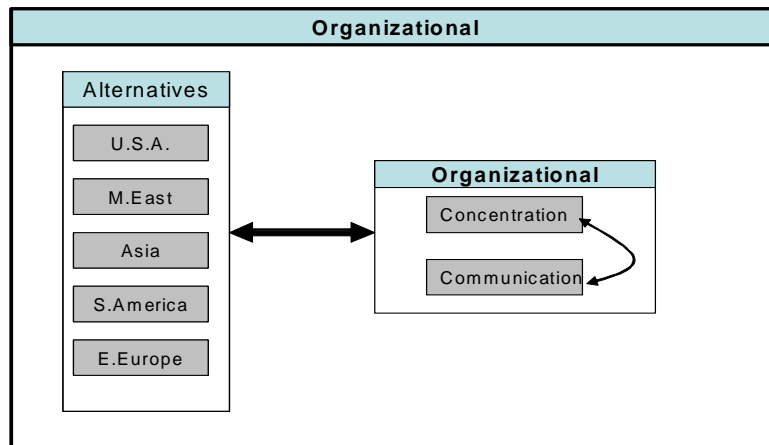 Organizational
Alternatives
U.S.A.
M.East
Asia
S.America
E.Europe
Organizational
Concentration
Communication